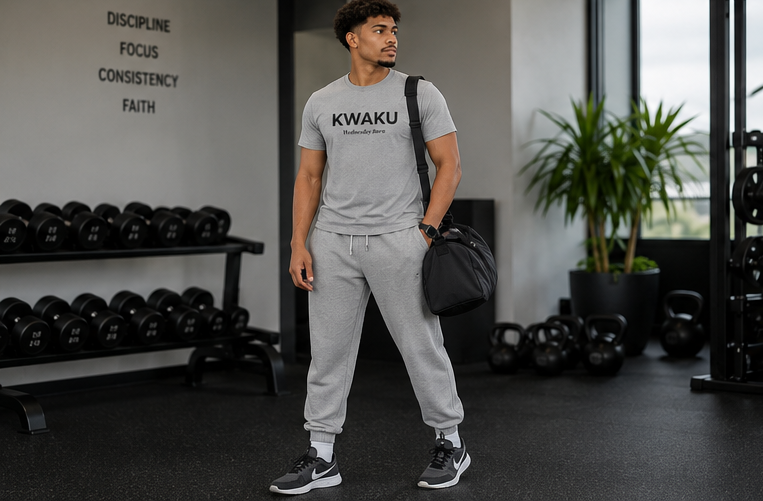 DISCIPLINE
FOCUS
CONSISTENCY
FAITH
KWAKU
Wednesday Born